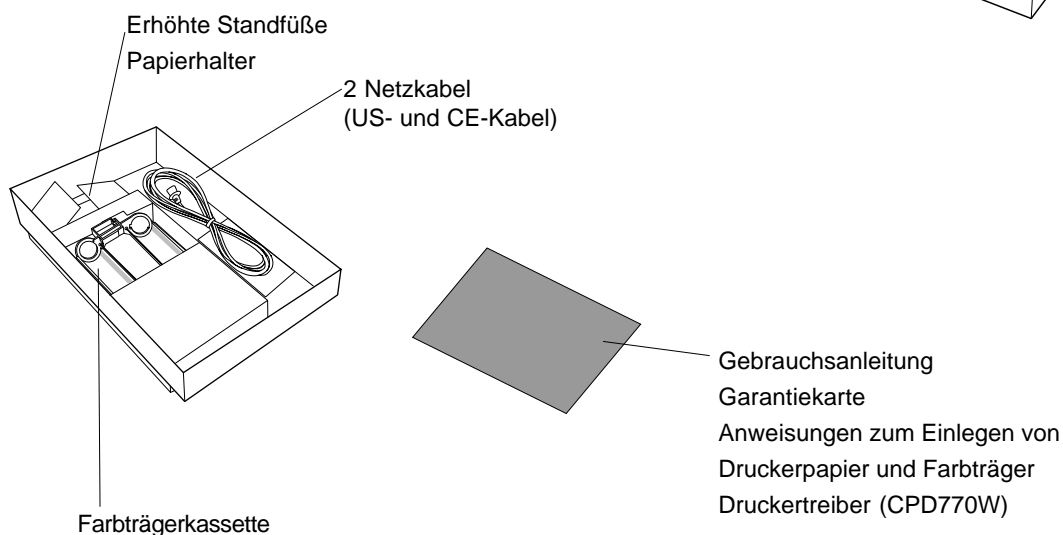 Erhöhte Standfüße
Papierhalter
2 Netzkabel
(US- und CE-Kabel)
Gebrauchsanleitung
Garantiekarte
Anweisungen zum Einlegen von
Druckerpapier und Farbträger
Druckertreiber (CPD770W)
Farbträgerkassette